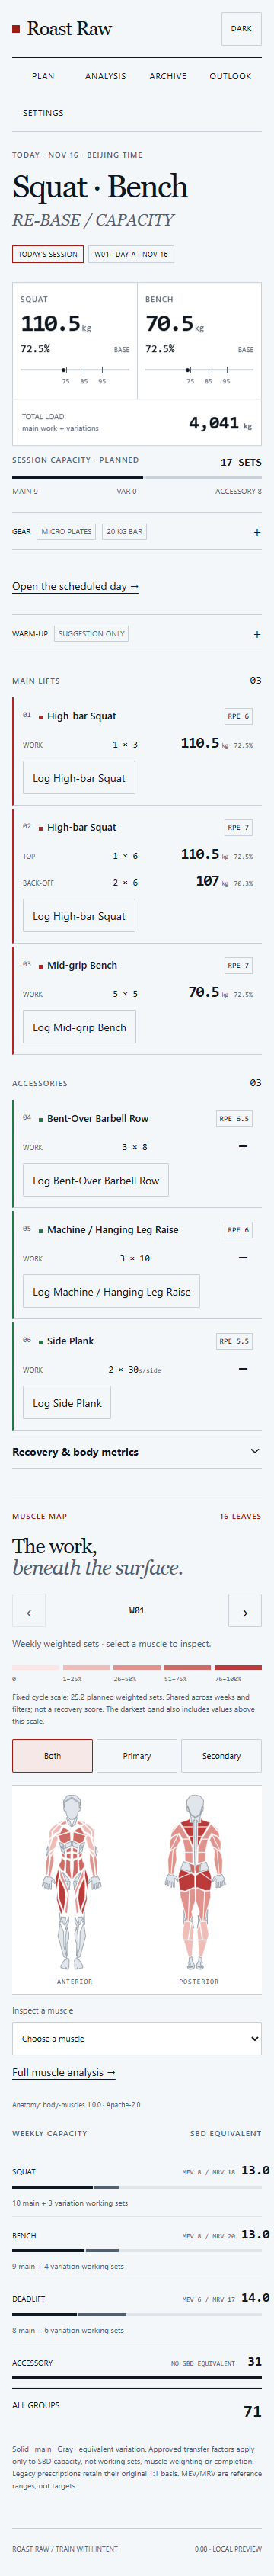 Roast Raw
DARK
PLAN ANALYSIS ARCHIVE OUTLOOK
SETTINGS
TODAY · NOV 16 · BEIJING TIME
Squat · Bench
RE-BASE / CAPACITY
TODAY'S SESSION W01 · DAY A · NOV 16
SQUAT BENCH
110.5 kg 70.5 kg
72.5% BASE 72.5% BASE
75 85 95 75 85 95
TOTAL LOAD
main work + variations
4,041 kg
SESSION CAPACITY · PLANNED 17 SETS
MAIN 9 VAR 0 ACCESSORY 8
GEAR MICRO PLATES 20 KG BAR +
Open the scheduled day →
WARM-UP SUGGESTION ONLY +
MAIN LIFTS 03
01 High-bar Squat RPE 6
WORK 1 × 3 110.5 kg 72.5%
Log High-bar Squat
02 High-bar Squat RPE 7
TOP 1 × 6 110.5 kg 72.5%
BACK-OFF 2 × 6 107 kg 70.3%
Log High-bar Squat
03 Mid-grip Bench RPE 7
WORK 5 × 5 70.5 kg 72.5%
Log Mid-grip Bench
ACCESSORIES 03
04 Bent-Over Barbell Row RPE 6.5
WORK 3 × 8 —
Log Bent-Over Barbell Row
05 Machine / Hanging Leg Raise RPE 6
WORK 3 × 10 —
Log Machine / Hanging Leg Raise
06 Side Plank RPE 5.5
WORK 2 × 30s/side —
Log Side Plank
Recovery & body metrics
MUSCLE MAP 16 LEAVES
The work,
beneath the surface.
‹ W01 ›
Weekly weighted sets · select a muscle to inspect.
0 1–25% 26–50% 51–75% 76–100%
Fixed cycle scale: 25.2 planned weighted sets. Shared across weeks and
filters; not a recovery score. The darkest band also includes values above
this scale.
Both Primary Secondary
ANTERIOR POSTERIOR
Inspect a muscle
Choose a muscle
Full muscle analysis →
Anatomy: body-muscles 1.0.0 · Apache-2.0
WEEKLY CAPACITY SBD EQUIVALENT
SQUAT MEV 8 / MRV 18 13.0
10 main + 3 variation working sets
BENCH MEV 8 / MRV 20 13.0
9 main + 4 variation working sets
DEADLIFT MEV 6 / MRV 17 14.0
8 main + 6 variation working sets
ACCESSORY NO SBD EQUIVALENT 31
ALL GROUPS 71
Solid · main Gray · equivalent variation. Approved transfer factors apply
only to SBD capacity, not working sets, muscle weighting or completion.
Legacy prescriptions retain their original 1:1 basis. MEV/MRV are reference
ranges, not targets.
ROAST RAW / TRAIN WITH INTENT 0.08 · LOCAL PREVIEW